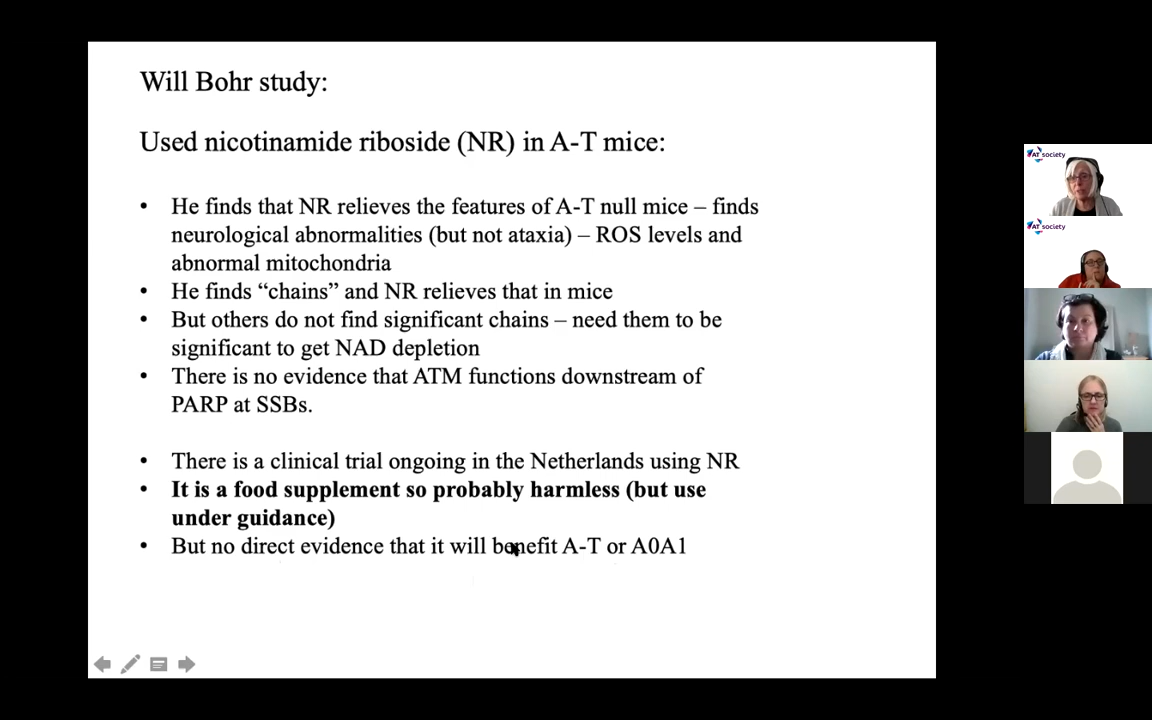 Will Bohr study:
Used nicotinamide riboside (NR) in A-T mice:
• He finds that NR relieves the features of A-T null mice – finds
neurological abnormalities (but not ataxia) – ROS levels and
abnormal mitochondria
• He finds “chains” and NR relieves that in mice
• But others do not find significant chains – need them to be
significant to get NAD depletion
• There is no evidence that ATM functions downstream of
PARP at SSBs.
• There is a clinical trial ongoing in the Netherlands using NR
• It is a food supplement so probably harmless (but use
under guidance)
• But no direct evidence that it will benefit A-T or A0A1
AT society
AT society